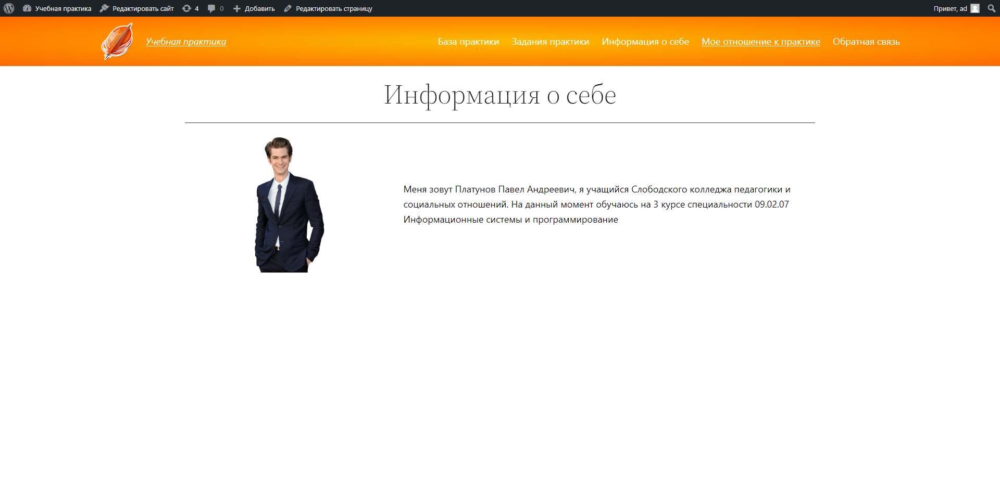 Учебная практика Редактировать сайт 4 0 Добавить Редактировать страницу Привет, ad
Учебная практика База практики Задания практики Информация о себе Мое отношение к практике Обратная связь
Информация о себе
Меня зовут Платунов Павел Андреевич, я учащийся Слободского колледжа педагогики и
социальных отношений. На данный момент обучаюсь на 3 курсе специальности 09.02.07
Информационные системы и программирование